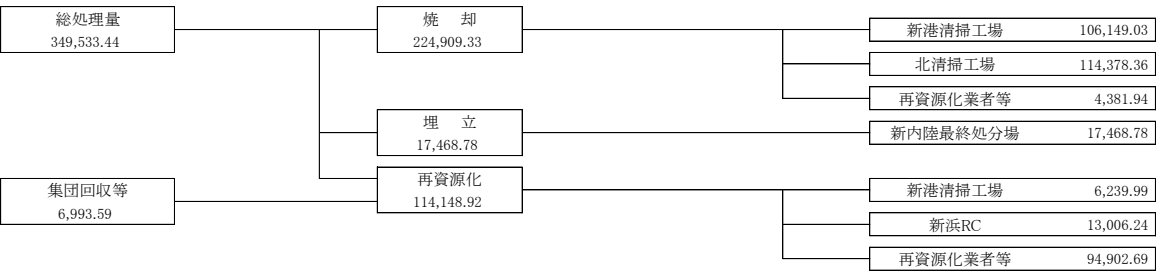 総処理量
349,533.44
焼　却
224,909.33
新港清掃工場 106,149.03
北清掃工場 114,378.36
再資源化業者等 4,381.94
埋　立
17,468.78
新内陸最終処分場 17,468.78
集団回収等
6,993.59
再資源化
114,148.92
新港清掃工場 6,239.99
新浜RC 13,006.24
再資源化業者等 94,902.69